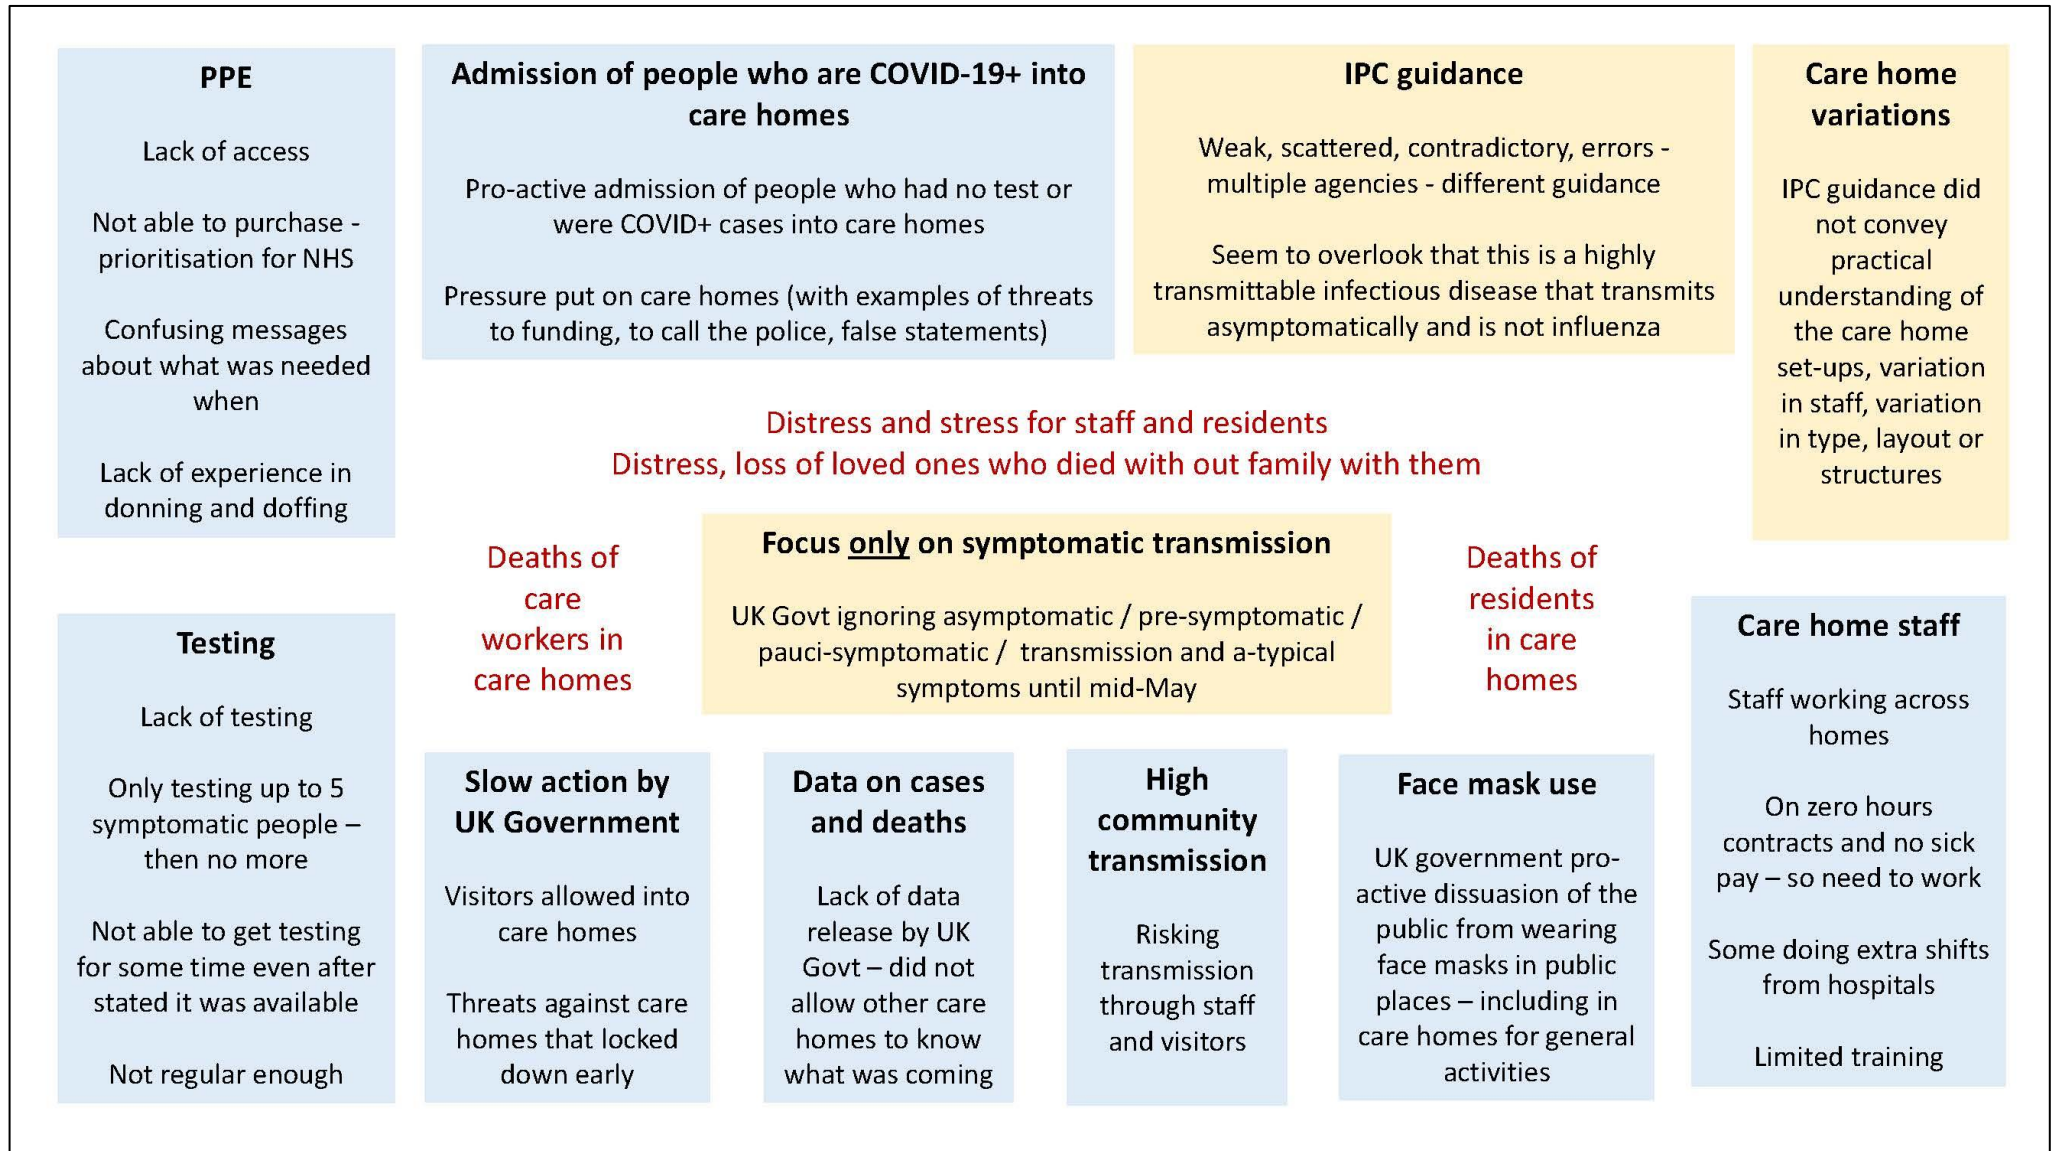 PPE
Lack of access
Not able to purchase -
prioritisation for NHS
Confusing messages
about what was needed
when
Lack of experience in
donning and doffing
Admission of people who are COVID-19+ into
care homes
Pro-active admission of people who had no test or
were COVID+ cases into care homes
Pressure put on care homes (with examples of threats
to funding, to call the police, false statements)
IPC guidance
Weak, scattered, contradictory, errors -
multiple agencies - different guidance
Seem to overlook that this is a highly
transmittable infectious disease that transmits
asymptomatically and is not influenza
Care home
variations
IPC guidance did
not convey
practical
understanding of
the care home
set-ups, variation
in staff, variation
in type, layout or
structures
Distress and stress for staff and residents
Distress, loss of loved ones who died with out family with them
Deaths of
care
workers in
care homes
Focus only on symptomatic transmission
UK Govt ignoring asymptomatic / pre-symptomatic /
pauci-symptomatic /  transmission and a-typical
symptoms until mid-May
Deaths of
residents
in care
homes
Testing
Lack of testing
Only testing up to 5
symptomatic people –
then no more
Not able to get testing
for some time even after
stated it was available
Not regular enough
Slow action by
UK Government
Visitors allowed into
care homes
Threats against care
homes that locked
down early
Data on cases
and deaths
Lack of data
release by UK
Govt – did not
allow other care
homes to know
what was coming
High
community
transmission
Risking
transmission
through staff
and visitors
Face mask use
UK government pro-
active dissuasion of the
public from wearing
face masks in public
places – including in
care homes for general
activities
Care home staff
Staff working across
homes
On zero hours
contracts and no sick
pay – so need to work
Some doing extra shifts
from hospitals
Limited training